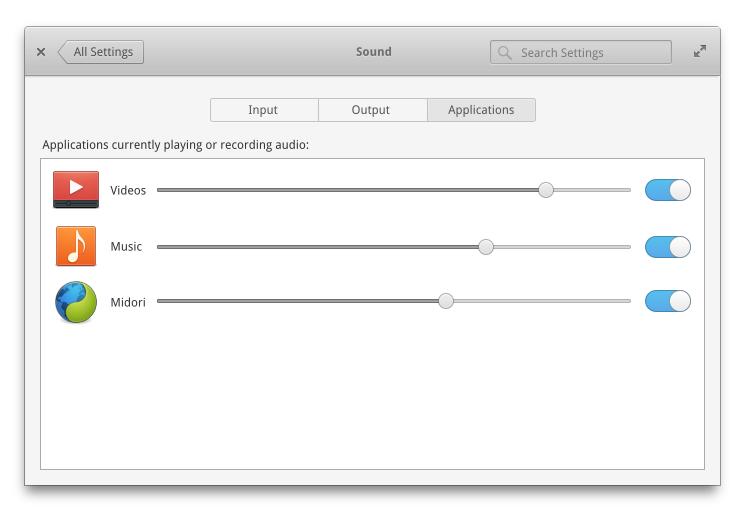 All Settings
Sound
Search Settings
Input
Output
Applications
Applications currently playing or recording audio:
Videos
Music
Midori